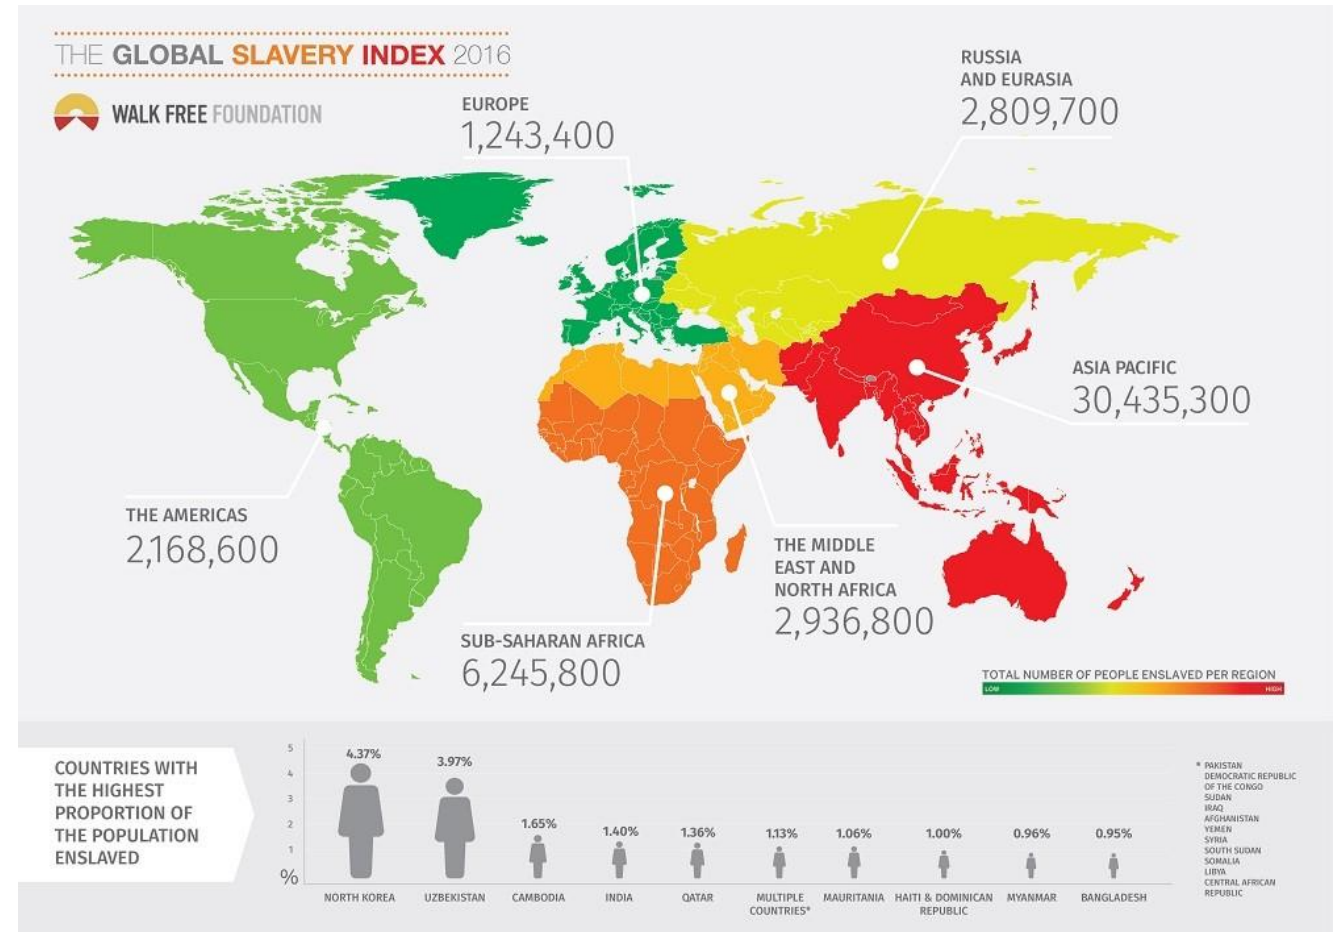 THE GLOBAL SLAVERY INDEX 2016
WALK FREE FOUNDATION
EUROPE
1,243,400
RUSSIA
AND EURASIA
2,809,700
ASIA PACIFIC
30,435,300
THE AMERICAS
2,168,600
THE MIDDLE
EAST AND
NORTH AFRICA
2,936,800
SUB-SAHARAN AFRICA
6,245,800
TOTAL NUMBER OF PEOPLE ENSLAVED PER REGION
LOW HIGH
COUNTRIES WITH
THE HIGHEST
PROPORTION OF
THE POPULATION
ENSLAVED
5
4
3
2
1
%
4.37%
3.97%
1.65%
1.40%
1.36%
1.13%
1.06%
1.00%
0.96%
0.95%
NORTH KOREA
UZBEKISTAN
CAMBODIA
INDIA
QATAR
MULTIPLE
COUNTRIES*
MAURITANIA
HAITI & DOMINICAN
REPUBLIC
MYANMAR
BANGLADESH
* PAKISTAN
DEMOCRATIC REPUBLIC
OF THE CONGO
SUDAN
IRAQ
AFGHANISTAN
YEMEN
SYRIA
SOUTH SUDAN
SOMALIA
LIBYA
CENTRAL AFRICAN
REPUBLIC